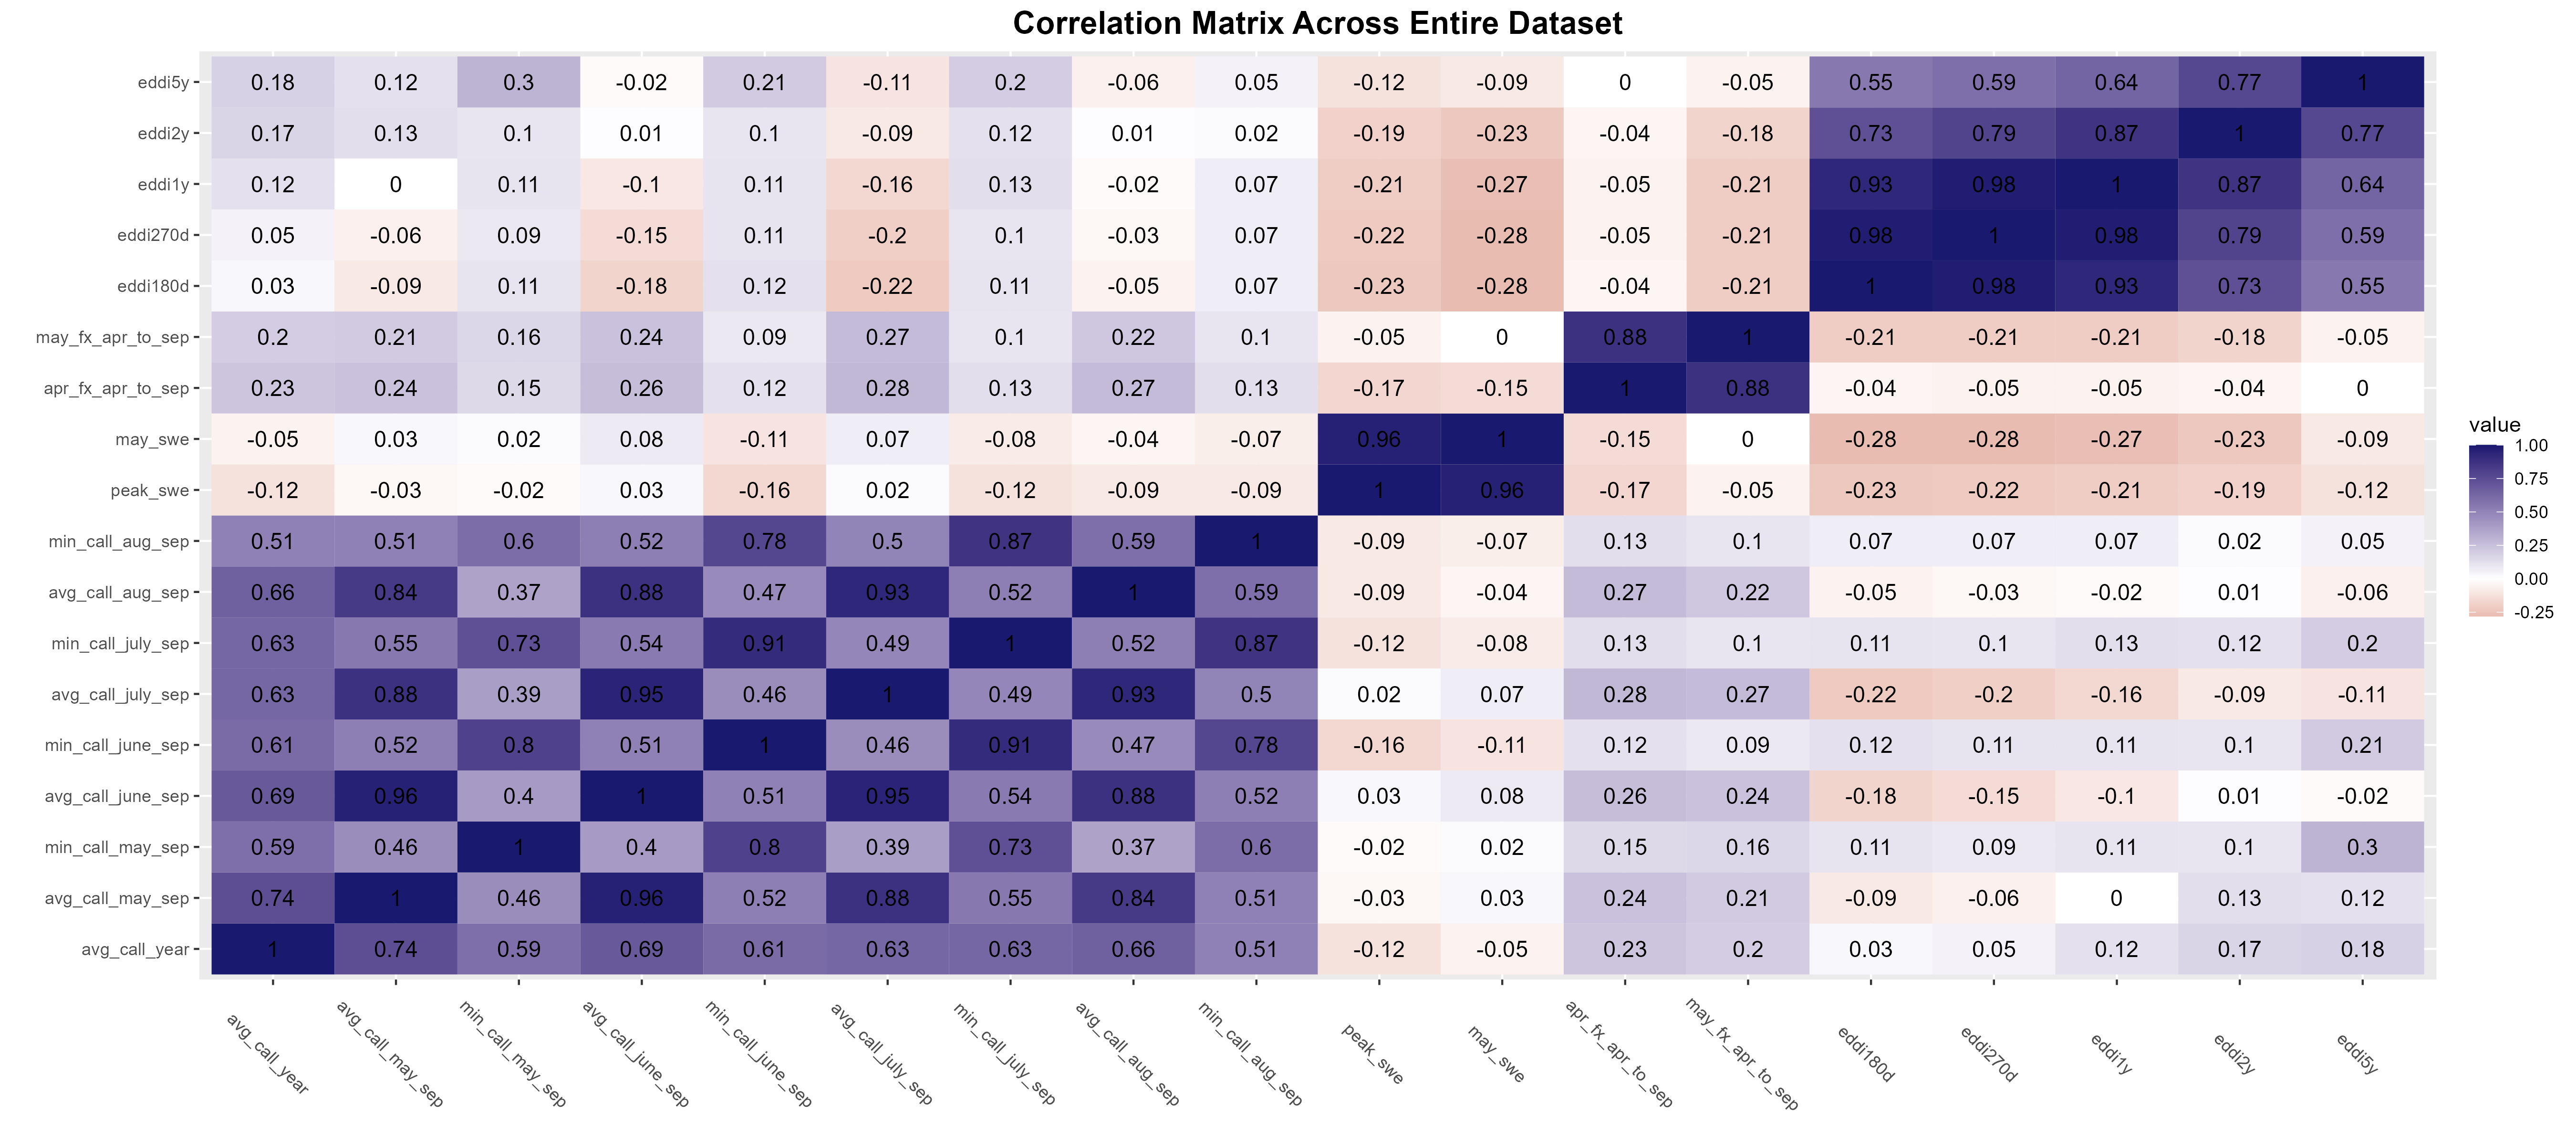 Correlation Matrix Across Entire Dataset
eddi5y 0.18 0.12 0.3 -0.02 0.21 -0.11 0.2 -0.06 0.05 -0.12 -0.09 0 -0.05 0.55 0.59 0.64 0.77 1
eddi2y 0.17 0.13 0.1 0.01 0.1 -0.09 0.12 0.01 0.02 -0.19 -0.23 -0.04 -0.18 0.73 0.79 0.87 1 0.77
eddi1y 0.12 0 0.11 -0.1 0.11 -0.16 0.13 -0.02 0.07 -0.21 -0.27 -0.05 -0.21 0.93 0.98 1 0.87 0.64
eddi270d 0.05 -0.06 0.09 -0.15 0.11 -0.2 0.1 -0.03 0.07 -0.22 -0.28 -0.05 -0.21 0.98 1 0.98 0.79 0.59
eddi180d 0.03 -0.09 0.11 -0.18 0.12 -0.22 0.11 -0.05 0.07 -0.23 -0.28 -0.04 -0.21 1 0.98 0.93 0.73 0.55
may_fx_apr_to_sep 0.2 0.21 0.16 0.24 0.09 0.27 0.1 0.22 0.1 -0.05 0 0.88 1 -0.21 -0.21 -0.21 -0.18 -0.05
apr_fx_apr_to_sep 0.23 0.24 0.15 0.26 0.12 0.28 0.13 0.27 0.13 -0.17 -0.15 1 0.88 -0.04 -0.05 -0.05 -0.04 0
may_swe -0.05 0.03 0.02 0.08 -0.11 0.07 -0.08 -0.04 -0.07 0.96 1 -0.15 0 -0.28 -0.28 -0.27 -0.23 -0.09
peak_swe -0.12 -0.03 -0.02 0.03 -0.16 0.02 -0.12 -0.09 -0.09 1 0.96 -0.17 -0.05 -0.23 -0.22 -0.21 -0.19 -0.12
min_call_aug_sep 0.51 0.51 0.6 0.52 0.78 0.5 0.87 0.59 1 -0.09 -0.07 0.13 0.1 0.07 0.07 0.07 0.02 0.05
avg_call_aug_sep 0.66 0.84 0.37 0.88 0.47 0.93 0.52 1 0.59 -0.09 -0.04 0.27 0.22 -0.05 -0.03 -0.02 0.01 -0.06
min_call_july_sep 0.63 0.55 0.73 0.54 0.91 0.49 1 0.52 0.87 -0.12 -0.08 0.13 0.1 0.11 0.1 0.13 0.12 0.2
avg_call_july_sep 0.63 0.88 0.39 0.95 0.46 1 0.49 0.93 0.5 0.02 0.07 0.28 0.27 -0.22 -0.2 -0.16 -0.09 -0.11
min_call_june_sep 0.61 0.52 0.8 0.51 1 0.46 0.91 0.47 0.78 -0.16 -0.11 0.12 0.09 0.12 0.11 0.11 0.1 0.21
avg_call_june_sep 0.69 0.96 0.4 1 0.51 0.95 0.54 0.88 0.52 0.03 0.08 0.26 0.24 -0.18 -0.15 -0.1 0.01 -0.02
min_call_may_sep 0.59 0.46 1 0.4 0.8 0.39 0.73 0.37 0.6 -0.02 0.02 0.15 0.16 0.11 0.09 0.11 0.1 0.3
avg_call_may_sep 0.74 1 0.46 0.96 0.52 0.88 0.55 0.84 0.51 -0.03 0.03 0.24 0.21 -0.09 -0.06 0 0.13 0.12
avg_call_year 1 0.74 0.59 0.69 0.61 0.63 0.63 0.66 0.51 -0.12 -0.05 0.23 0.2 0.03 0.05 0.12 0.17 0.18
avg_call_year
avg_call_may_sep
min_call_may_sep
avg_call_june_sep
min_call_june_sep
avg_call_july_sep
min_call_july_sep
avg_call_aug_sep
min_call_aug_sep
peak_swe
may_swe
apr_fx_apr_to_sep
may_fx_apr_to_sep
eddi180d
eddi270d
eddi1y
eddi2y
eddi5y
value
1.00
0.75
0.50
0.25
0.00
-0.25